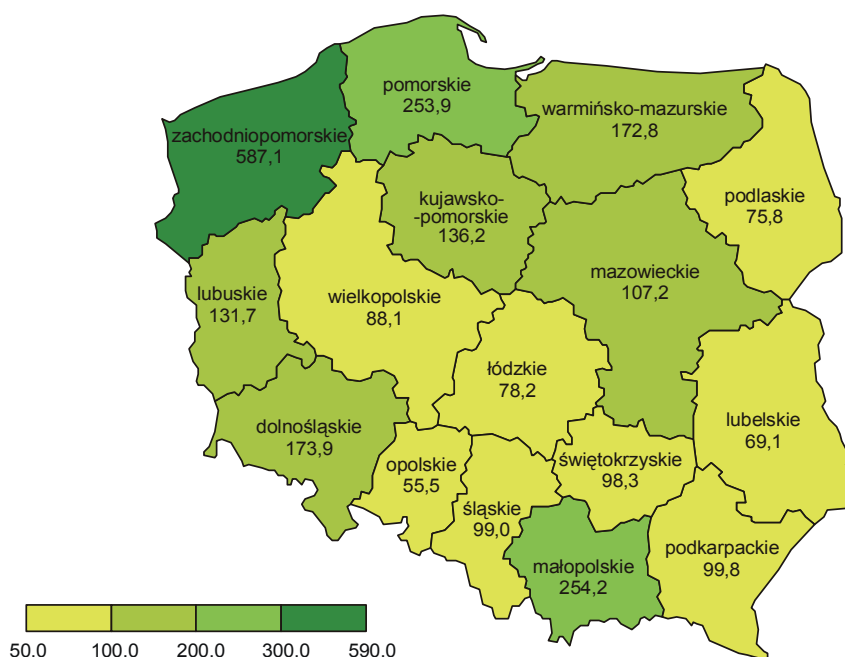 pomorskie
253,9
warmińsko-mazurskie
172,8
zachodniopomorskie
587,1
podlaskie
75,8
kujawsko-
-pomorskie
136,2
mazowieckie
107,2
lubuskie
131,7
wielkopolskie
88,1
łódzkie
78,2
lubelskie
69,1
dolnośląskie
173,9
opolskie
55,5
świętokrzyskie
98,3
śląskie
99,0
podkarpackie
99,8
małopolskie
254,2
50,0 100,0 200,0 300,0 590,0